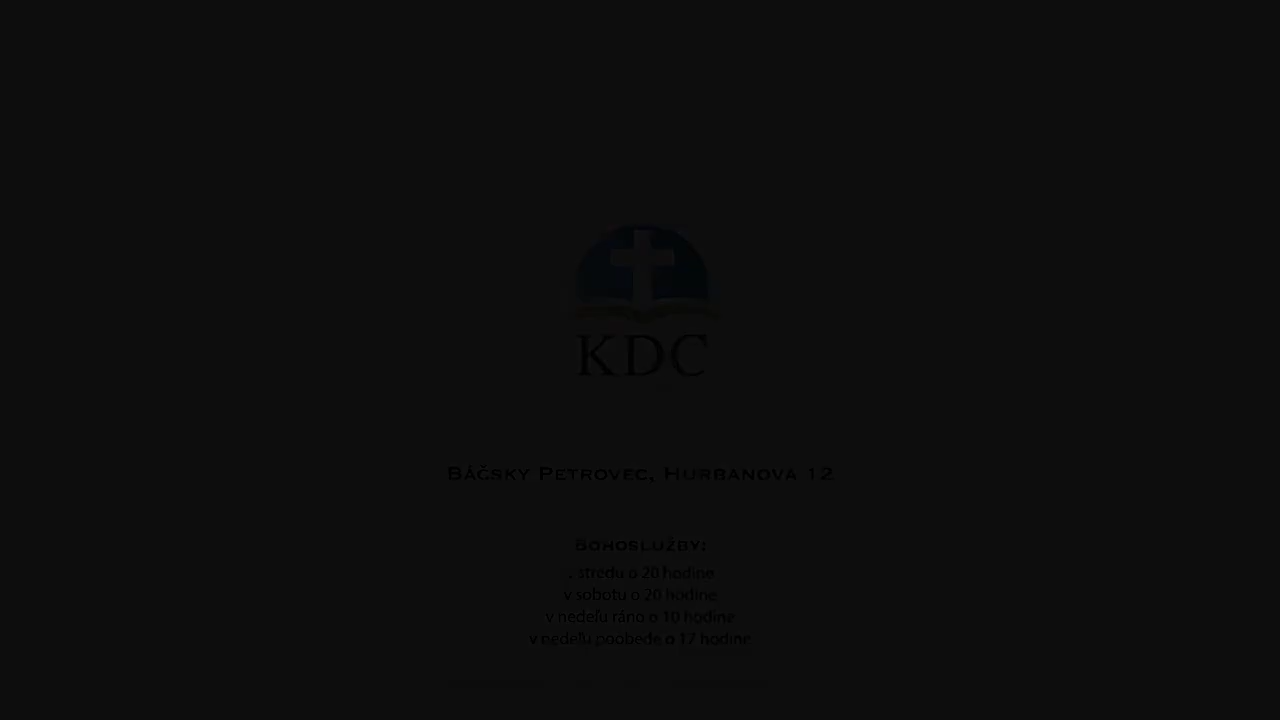 KDC
Báčsky Petrovec, Hurbanova 12
Bohoslužby:
stredu o 20 hodine
v sobotu o 20 hodine
v nedeľu ráno o 10 hodine
v nedeľu poobede o 17 hodine